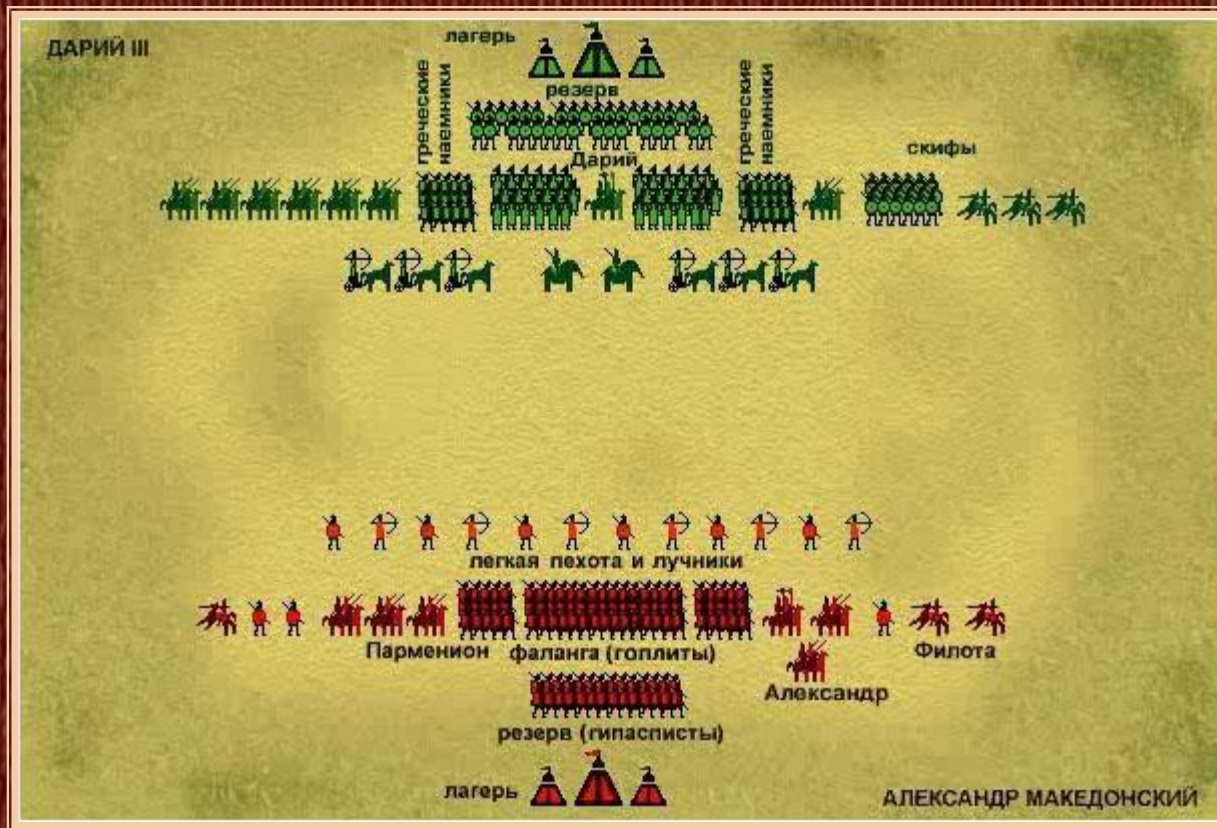 ДАРИЙ III
лагерь
резерв
греческие
наемники
Дарий
греческие
наемники
скифы
легкая пехота и лучники
Парменион
фаланга (гоплиты)
Филота
Александр
резерв (гипасписты)
лагерь
АЛЕКСАНДР МАКЕДОНСКИЙ